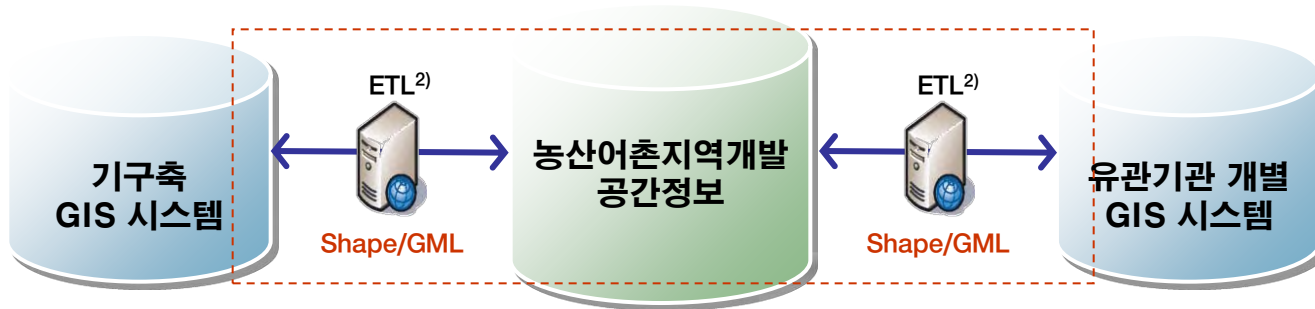 기구축
GIS 시스템
ETL2)
Shape/GML
농산어촌지역개발
공간정보
ETL2)
Shape/GML
유관기관 개별
GIS 시스템